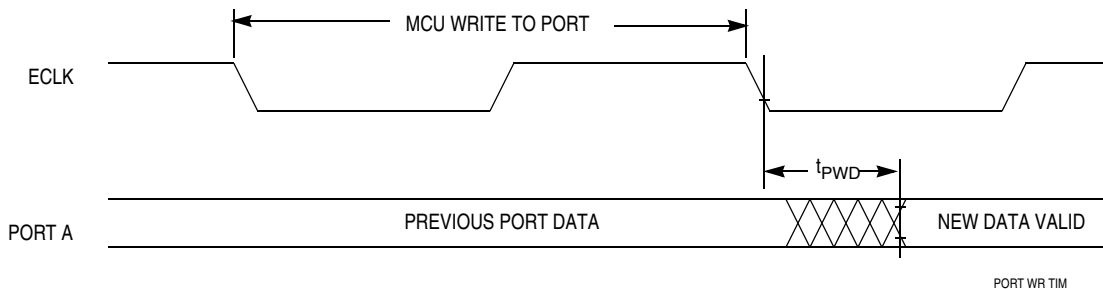 MCU WRITE TO PORT
ECLK
tPWD
PORT A
PREVIOUS PORT DATA
NEW DATA VALID
PORT WR TIM